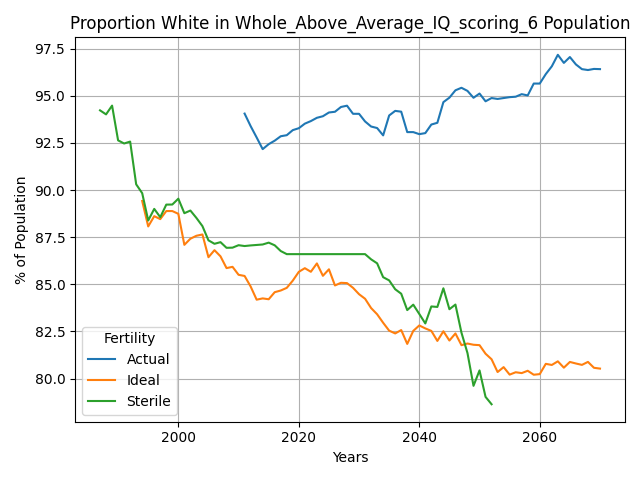 Proportion White in Whole_Above_Average_IQ_scoring_6 Population
97.5
95.0
92.5
90.0
87.5
85.0
82.5
80.0
% of Population
Fertility
Actual
Ideal
Sterile
2000
2020
2040
2060
Years